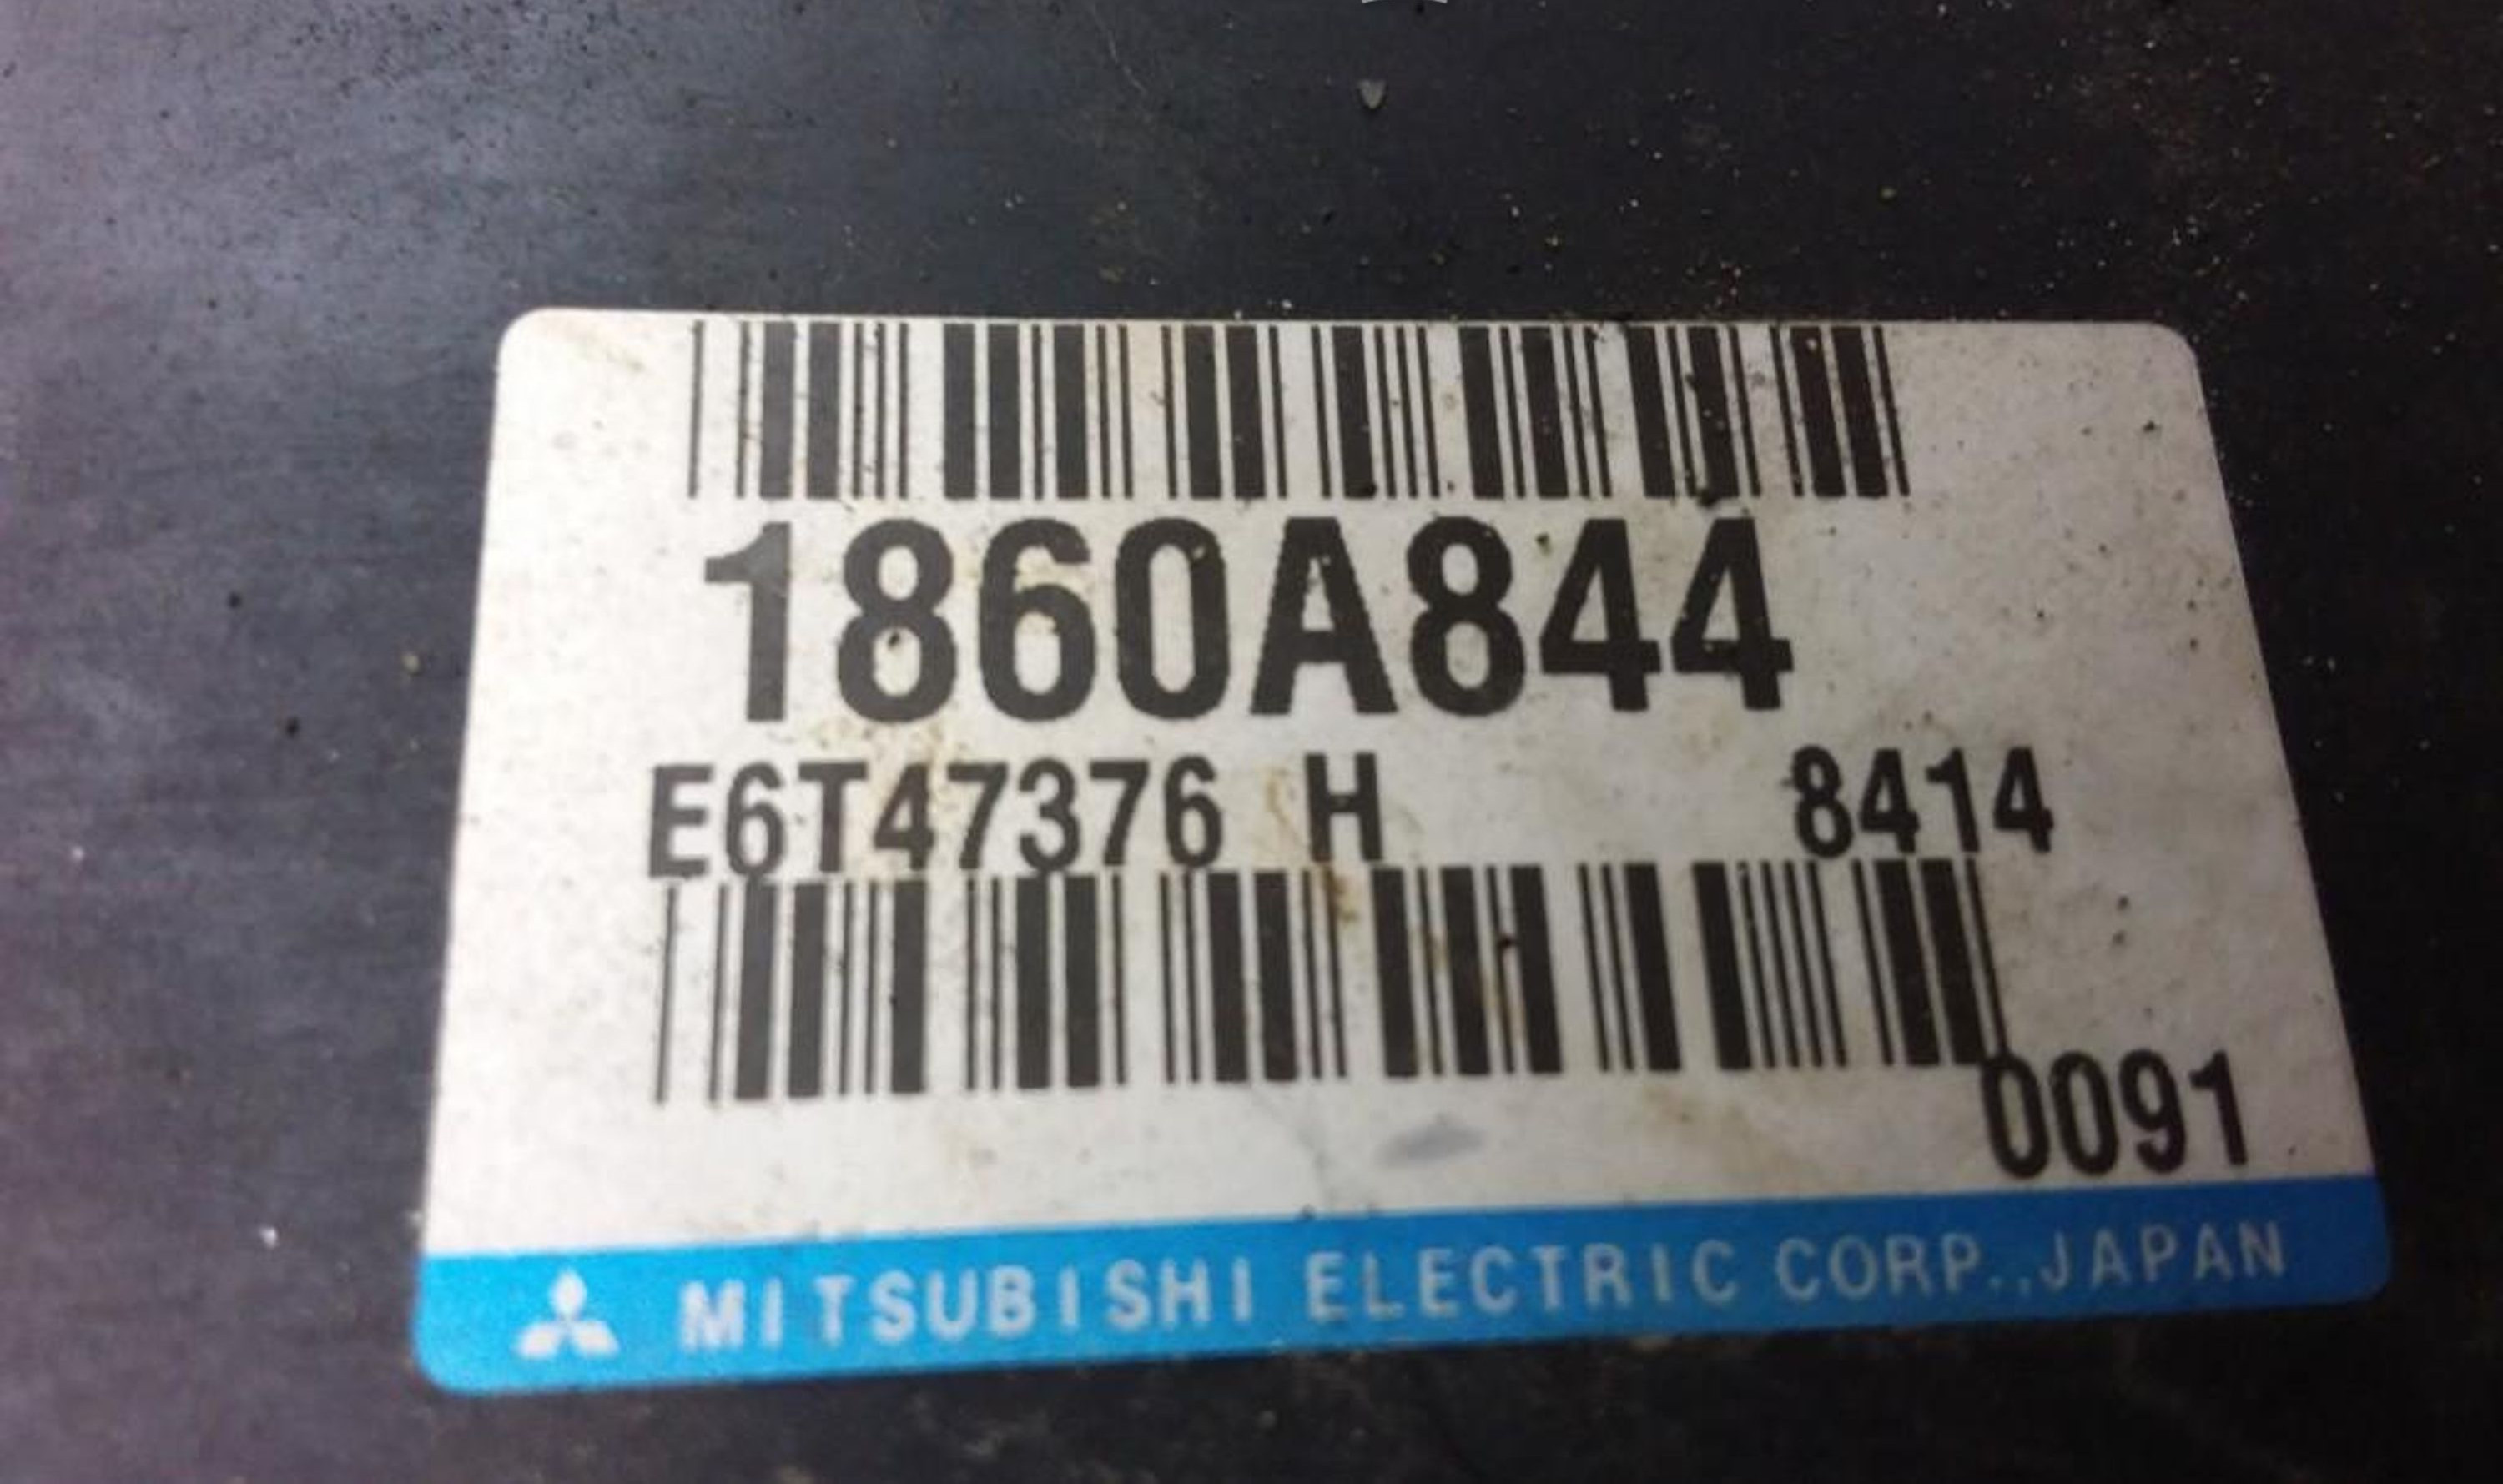 1860A844
E6T47376 H 8414
0091
MITSUBISHI ELECTRIC CORP.,JAPAN